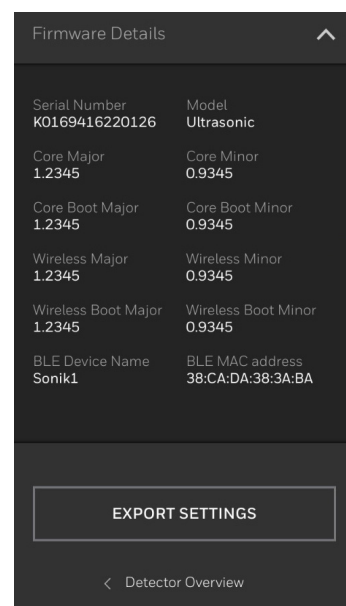 Firmware Details
Serial Number Model
K0169416220126 Ultrasonic
Core Major Core Minor
1.2345 0.9345
Core Boot Major Core Boot Minor
1.2345 0.9345
Wireless Major Wireless Minor
1.2345 0.9345
Wireless Boot Major Wireless Boot Minor
1.2345 0.9345
BLE Device Name BLE MAC address
Sonik1 38:CA:DA:38:3A:BA
EXPORT SETTINGS
< Detector Overview